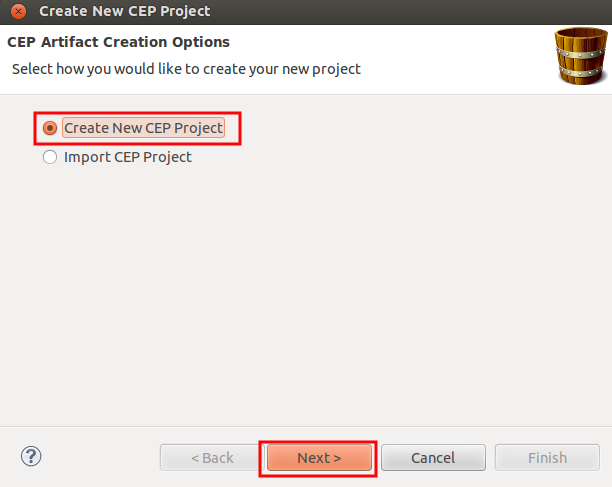 Create New CEP Project
CEP Artifact Creation Options
Select how you would like to create your new project
Create New CEP Project
Import CEP Project
? < Back Next > Cancel Finish